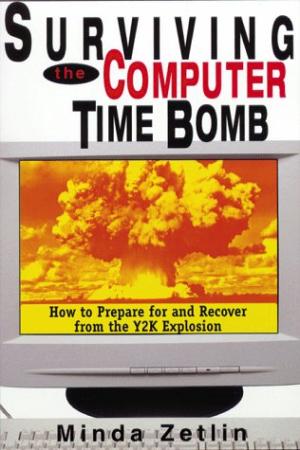 SURVIVING
the COMPUTER
TIME BOMB
How to Prepare for and Recover
from the Y2K Explosion
Minda Zetlin